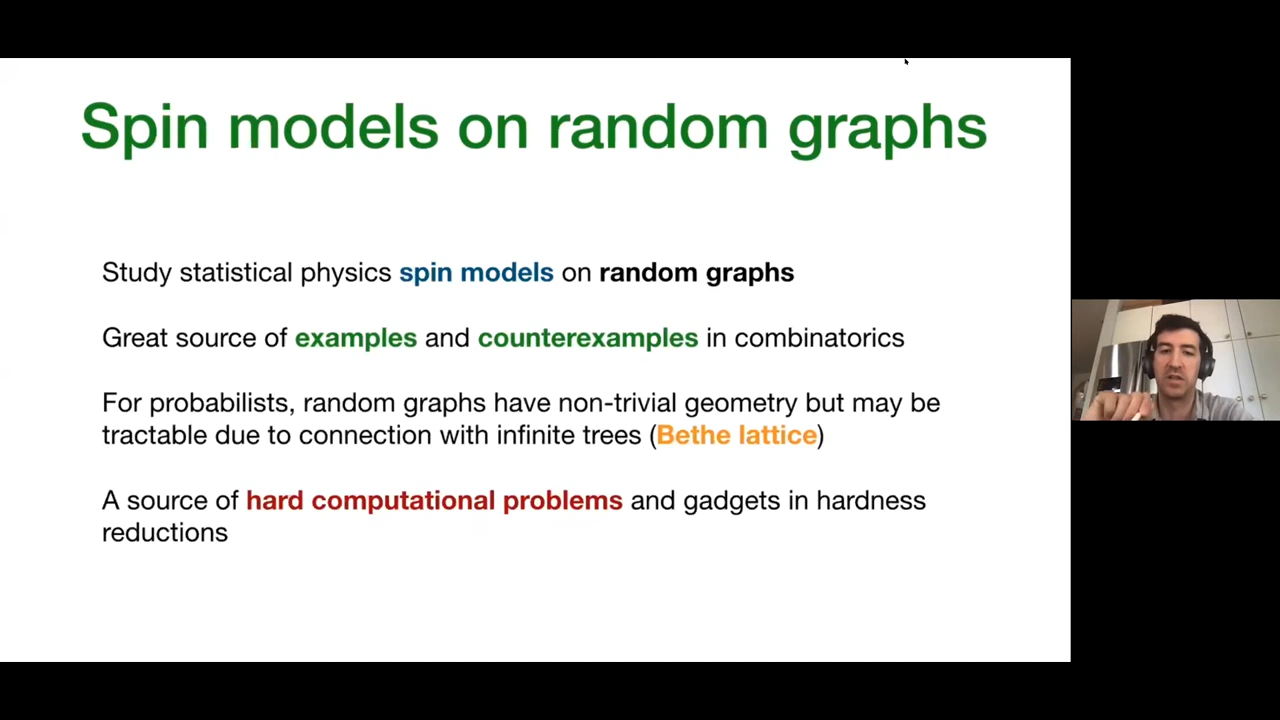 Spin models on random graphs
Study statistical physics spin models on random graphs
Great source of examples and counterexamples in combinatorics
For probabilists, random graphs have non-trivial geometry but may be
tractable due to connection with infinite trees (Bethe lattice)
A source of hard computational problems and gadgets in hardness
reductions